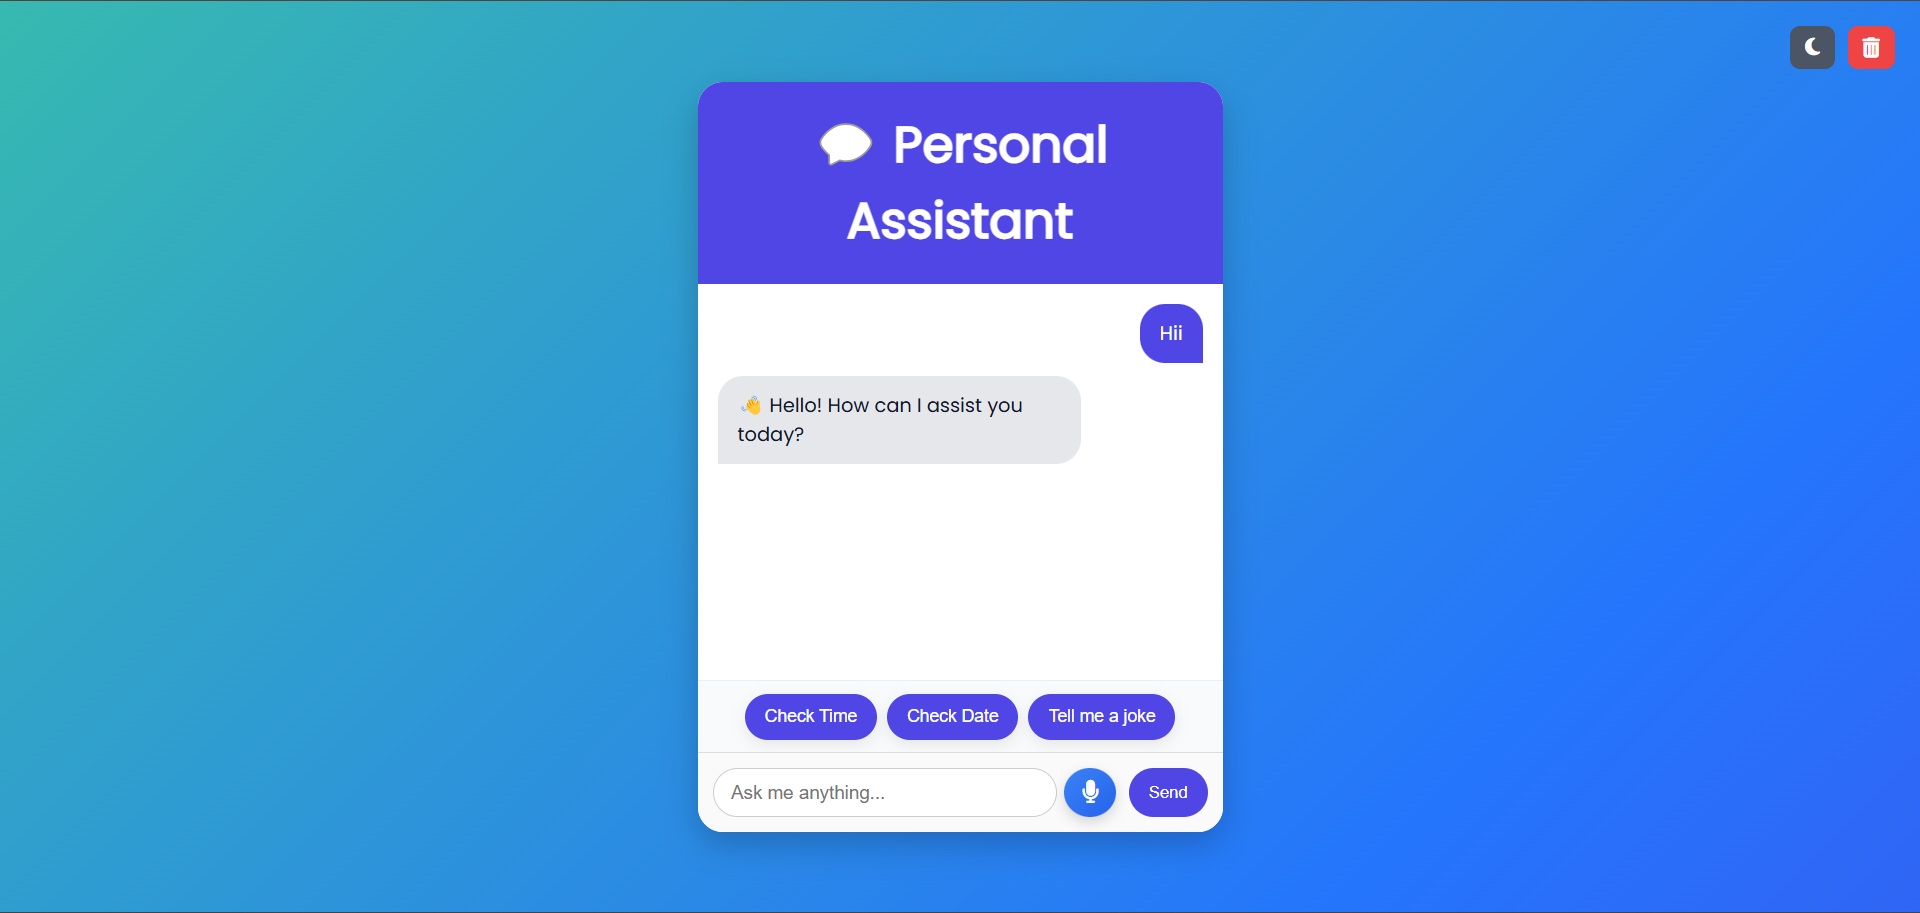 💬 Personal
Assistant
Hii
👋 Hello! How can I assist you
today?
Check Time
Check Date
Tell me a joke
Ask me anything...
Send